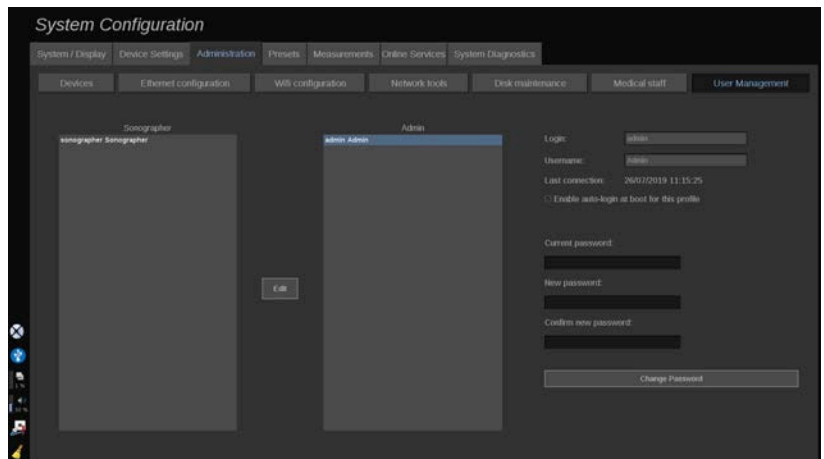 System Configuration
System / Display Device Settings Administration Presets Measurements Online Services System Diagnostics
Devices Ethernet configuration Wifi configuration Network tools Disk maintenance Medical staff User Management
Sonographer Admin
sonographer Sonographer admin Admin
Login: admin
Username: Admin
Last connection: 26/07/2019 11:15:25
Enable auto-login at boot for this profile
Current password:
Edit
New password:
Confirm new password:
Change Password